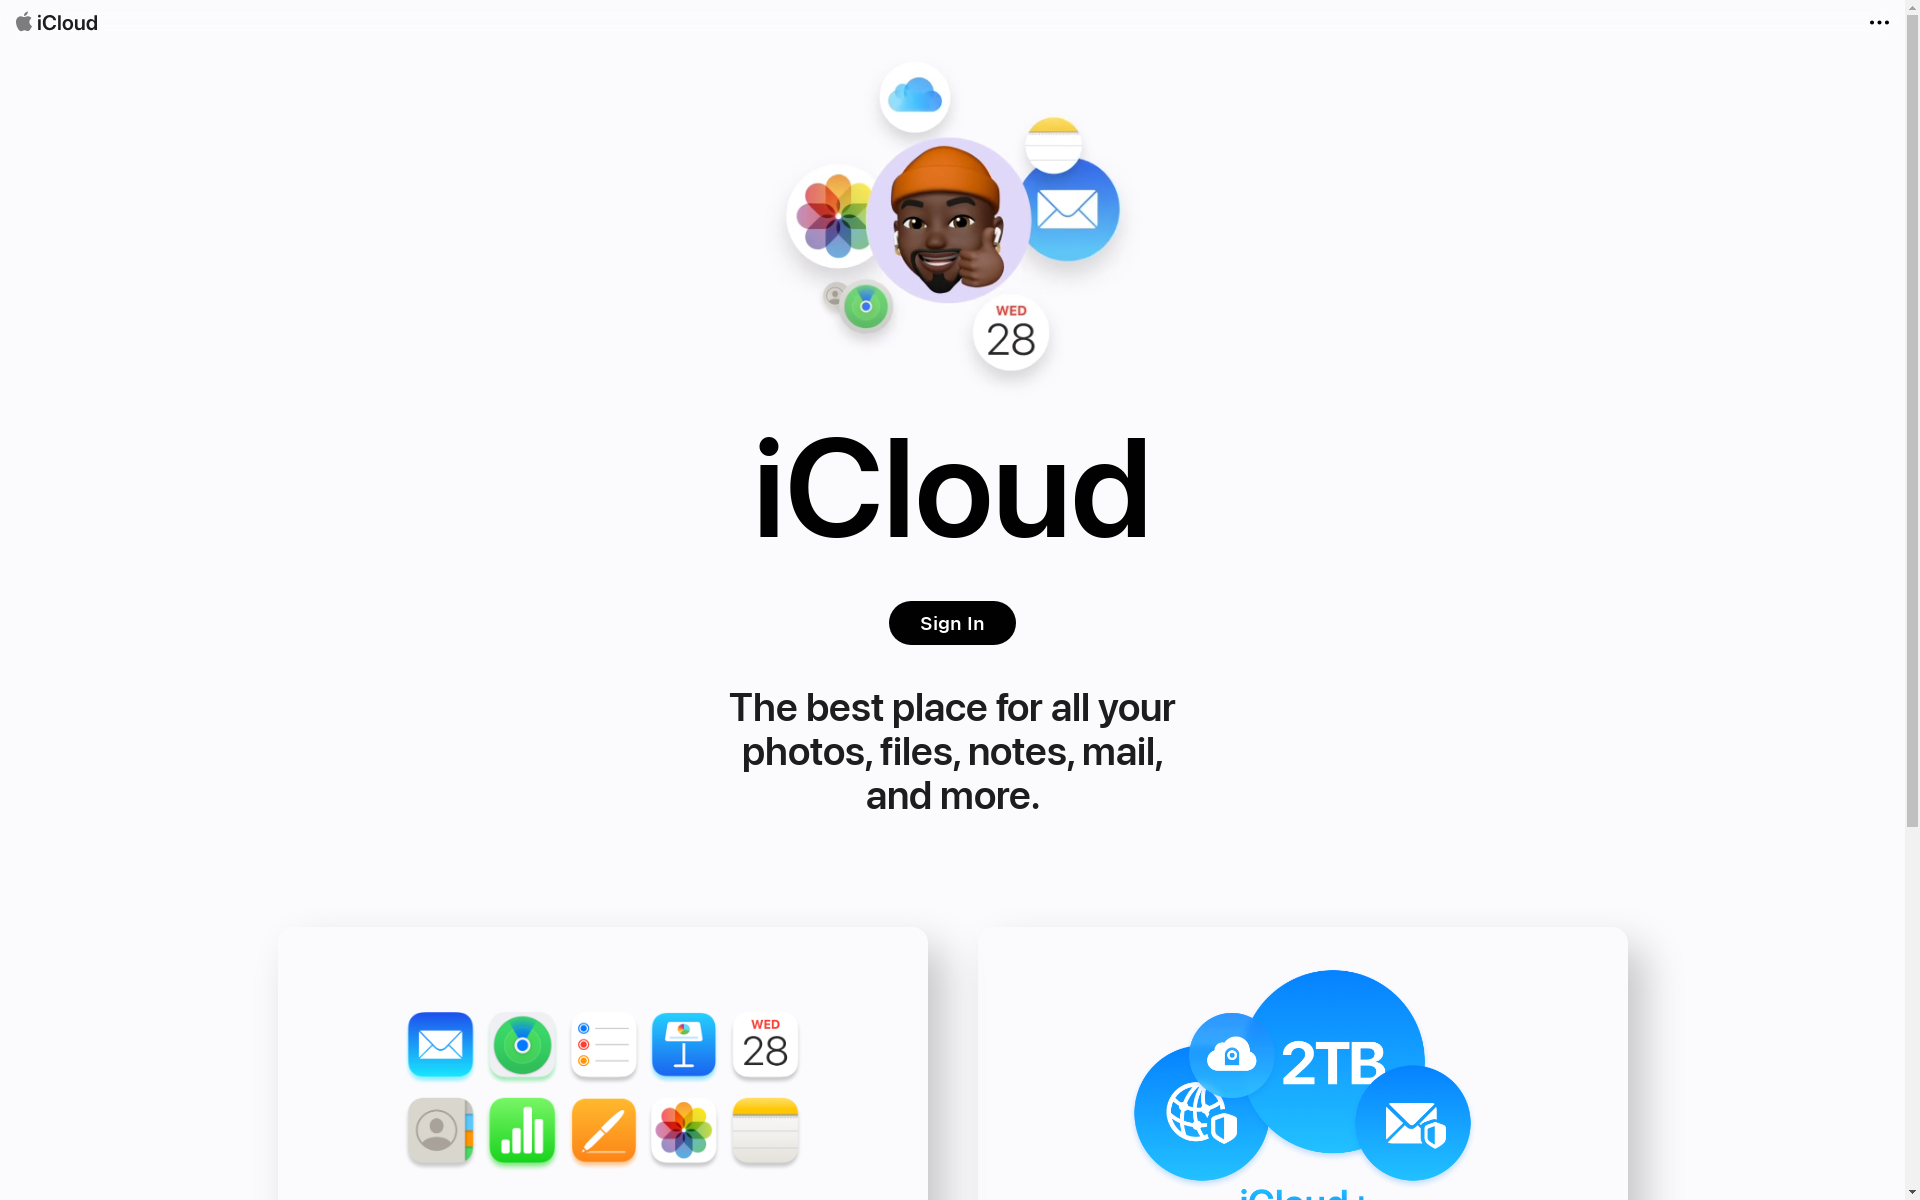 iCloud
WED
28
iCloud
Sign In
The best place for all your
photos, files, notes, mail,
and more.
WED
28
2TB
iCloud+